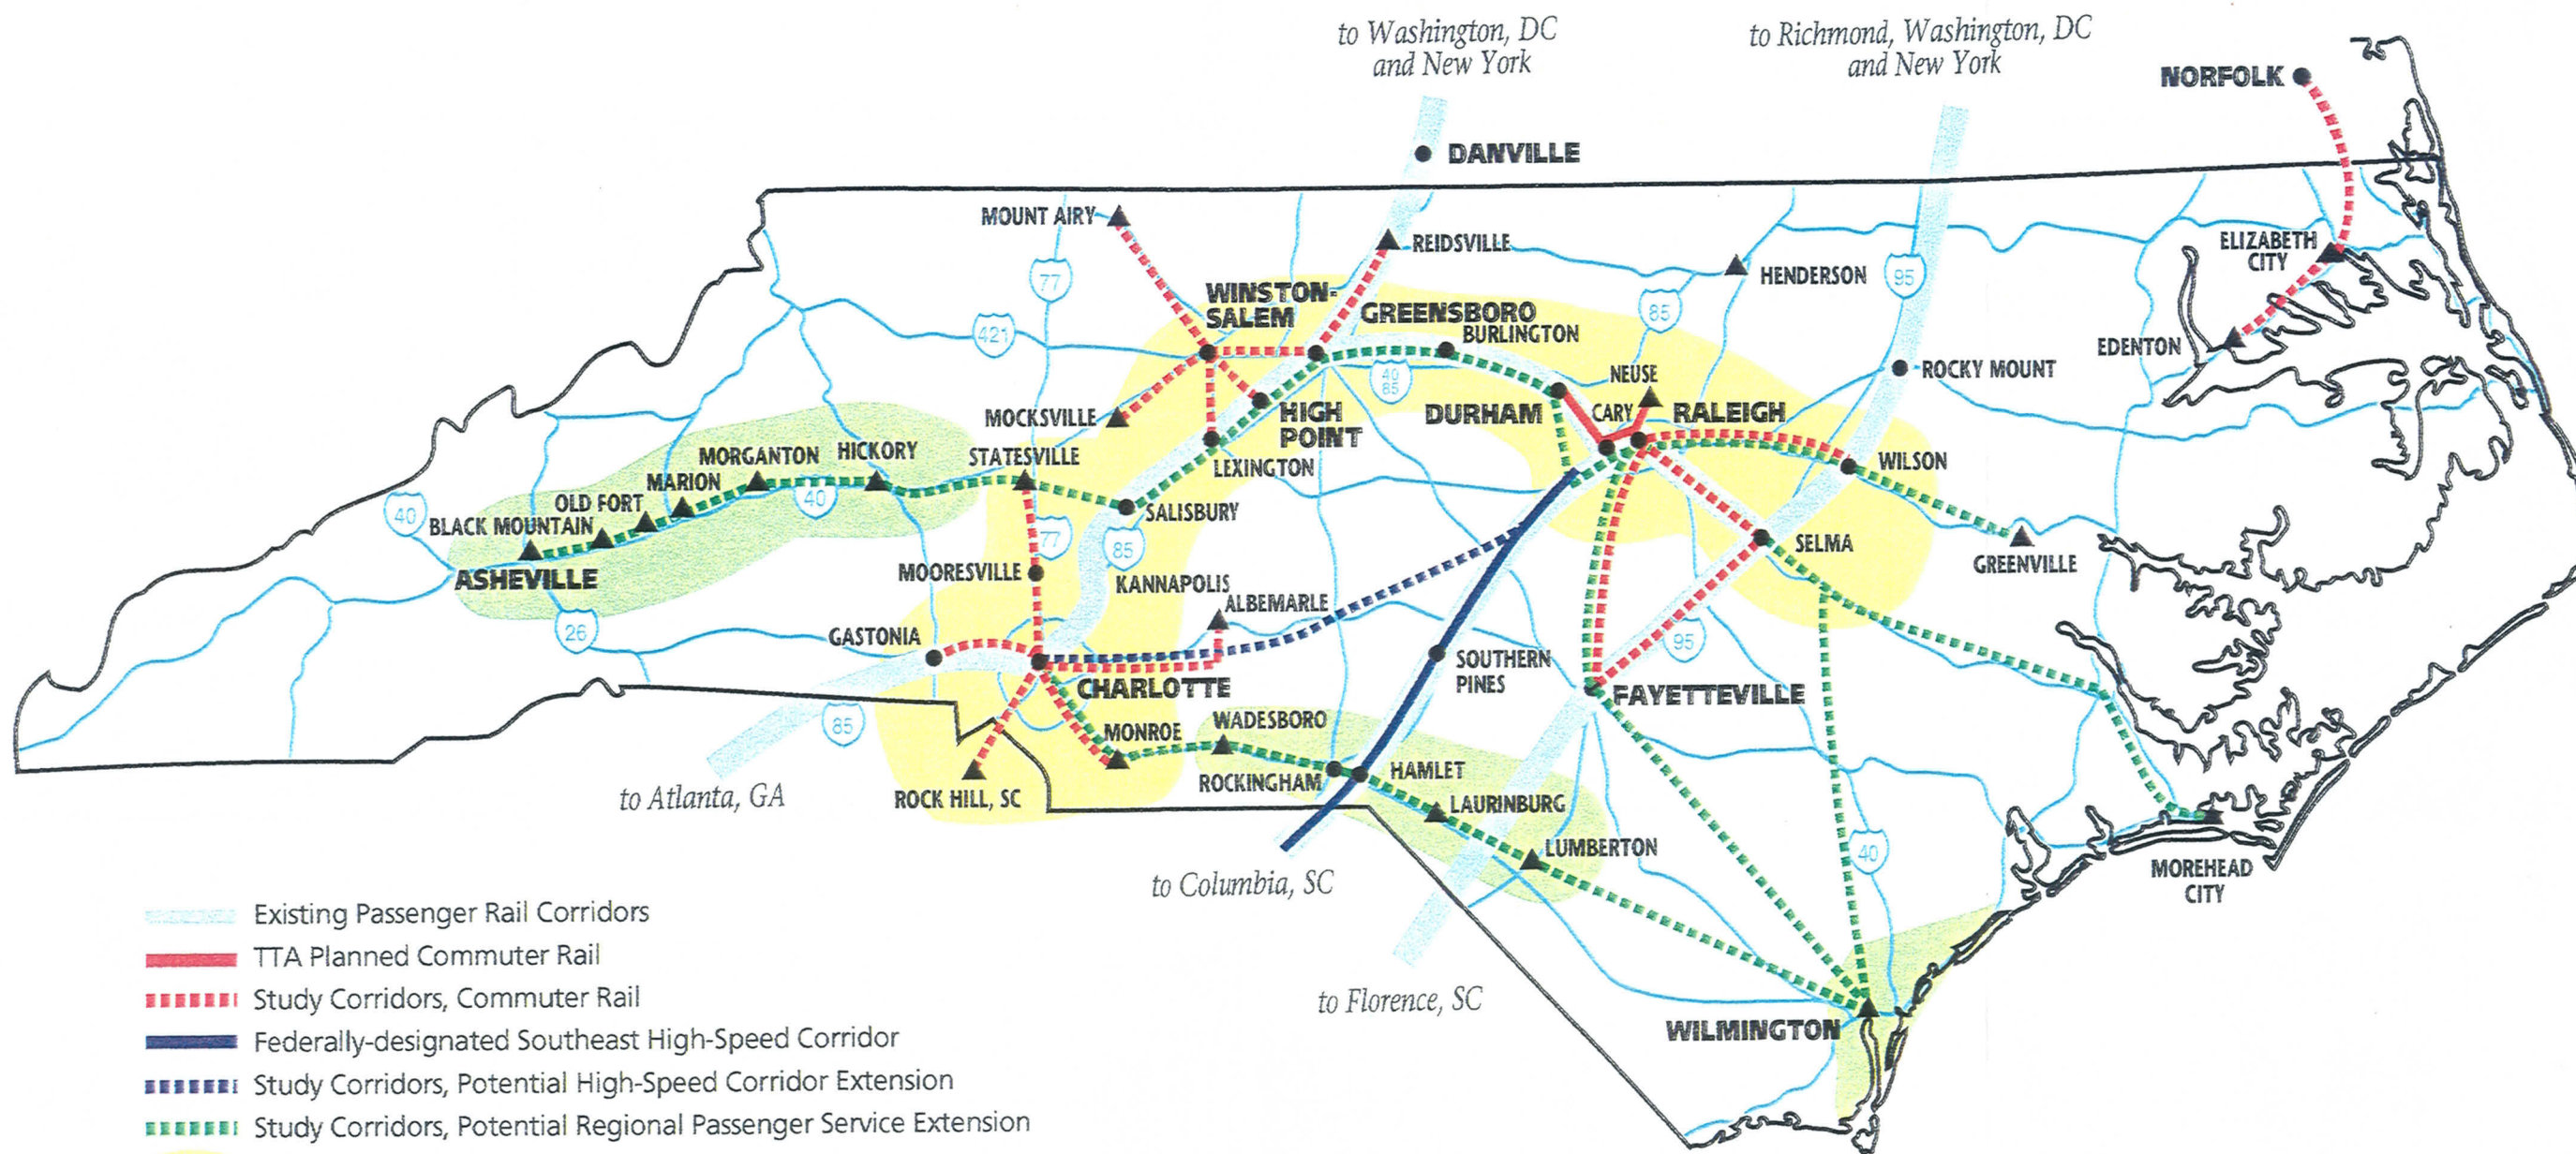 to Washington, DC
and New York
to Richmond, Washington, DC
and New York
NORFOLK
DANVILLE
MOUNT AIRY
REIDSVILLE
HENDERSON
ELIZABETH
CITY
77
95
85
WINSTON-
SALEM
GREENSBORO
BURLINGTON
421
EDENTON
ROCKY MOUNT
40
85
NEUSE
MOCKSVILLE
HIGH
POINT
DURHAM
CARY
RALEIGH
MORGANTON
HICKORY
STATESVILLE
LEXINGTON
WILSON
MARION
OLD FORT
BLACK MOUNTAIN
40
40
SALISBURY
ASHEVILLE
77
85
SELMA
GREENVILLE
MOORESVILLE
KANNAPOLIS
ALBEMARLE
26
GASTONIA
95
SOUTHERN
PINES
CHARLOTTE
FAYETTEVILLE
85
MONROE
WADESBORO
ROCKINGHAM
HAMLET
to Atlanta, GA
ROCK HILL, SC
LAURINBURG
LUMBERTON
40
MOREHEAD
CITY
to Columbia, SC
to Florence, SC
WILMINGTON
Existing Passenger Rail Corridors
TTA Planned Commuter Rail
Study Corridors, Commuter Rail
Federally-designated Southeast High-Speed Corridor
Study Corridors, Potential High-Speed Corridor Extension
Study Corridors, Potential Regional Passenger Service Extension